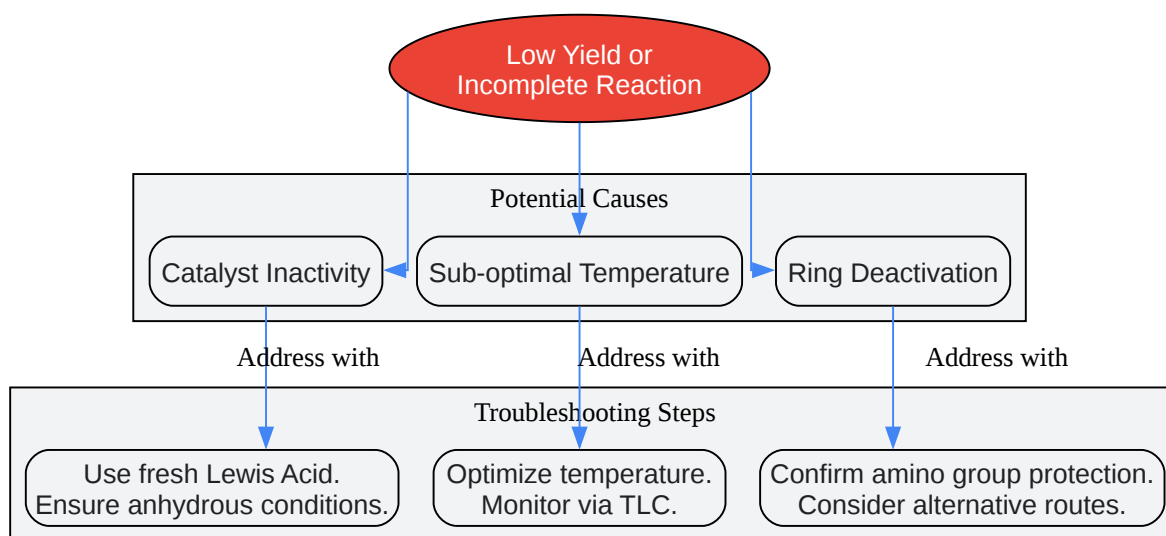 Low Yield or
Incomplete Reaction
Potential Causes
Catalyst Inactivity
Sub-optimal Temperature
Ring Deactivation
Address with
Address with
Address with
Troubleshooting Steps
Use fresh Lewis Acid.
Ensure anhydrous conditions.
Optimize temperature.
Monitor via TLC.
Confirm amino group protection.
Consider alternative routes.